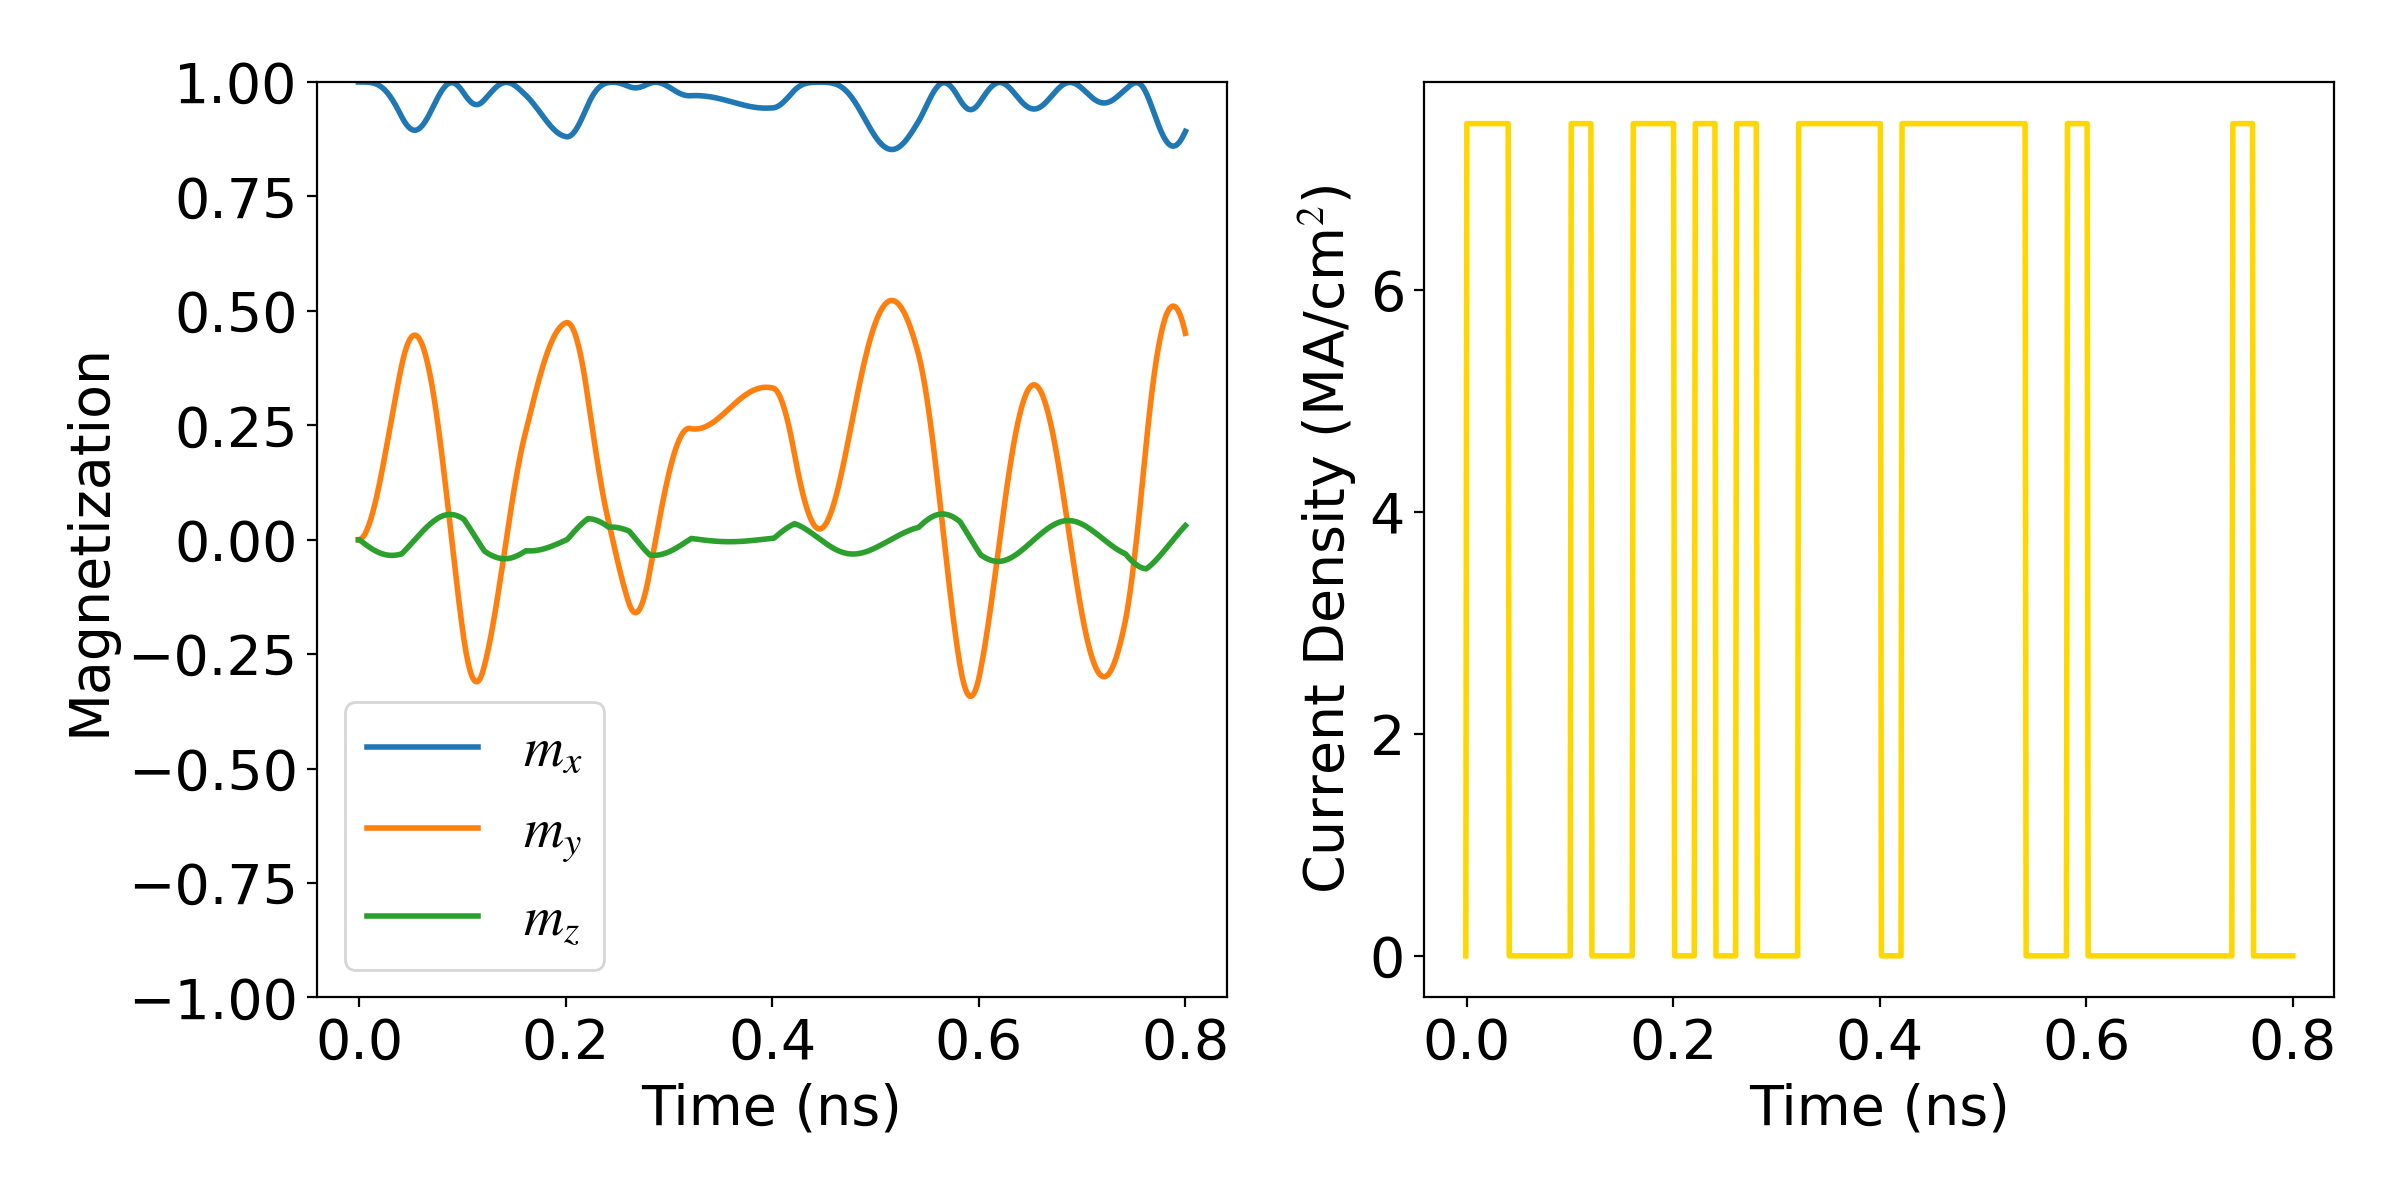 1.00
0.75
0.50
0.25
0.00
−0.25
−0.50
−0.75
−1.00
Magnetization
m_x
m_y
m_z
0.0 0.2 0.4 0.6 0.8
Time (ns)
6
4
2
0
Current Density (MA/cm²)
0.0 0.2 0.4 0.6 0.8
Time (ns)